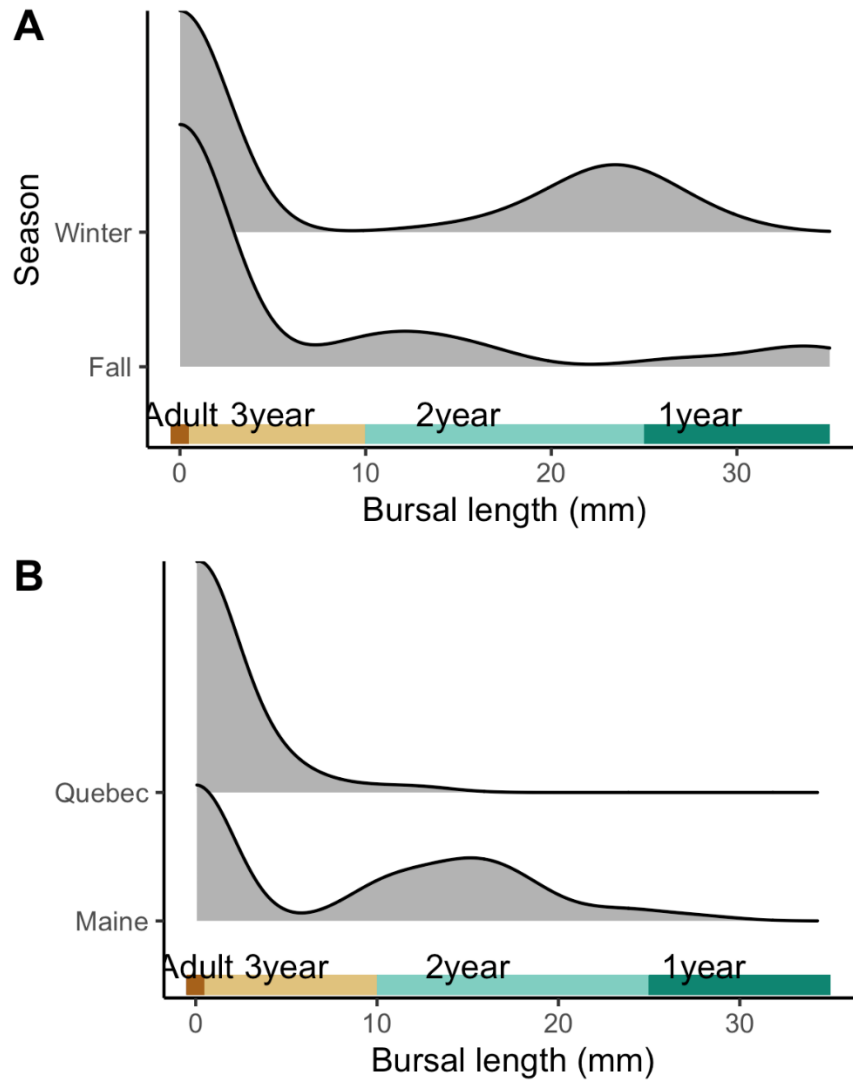 A
Season
Winter
Fall
Adult 3year 2year 1year
0 10 20 30
Bursal length (mm)
B
Quebec
Maine
Adult 3year 2year 1year
0 10 20 30
Bursal length (mm)